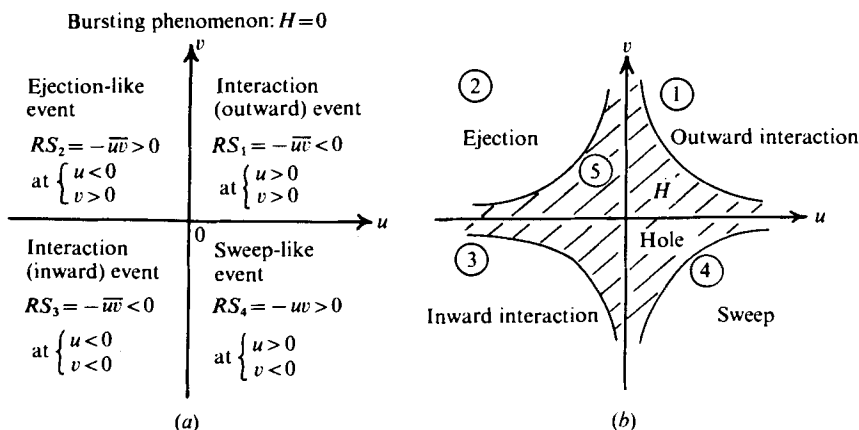 Bursting phenomenon: H=0
v
Ejection-like
event
RS₂ = −u̅v̅ > 0
at { u<0
v>0
Interaction
(outward) event
RS₁ = −u̅v̅ < 0
at { u>0
v>0
u
0
Interaction
(inward) event
RS₃ = −u̅v̅ < 0
at { u<0
v<0
Sweep-like
event
RS₄ = −uv > 0
at { u>0
v<0
(a)
v
2
1
Ejection
Outward interaction
5
H
u
Hole
3
4
Inward interaction
Sweep
(b)